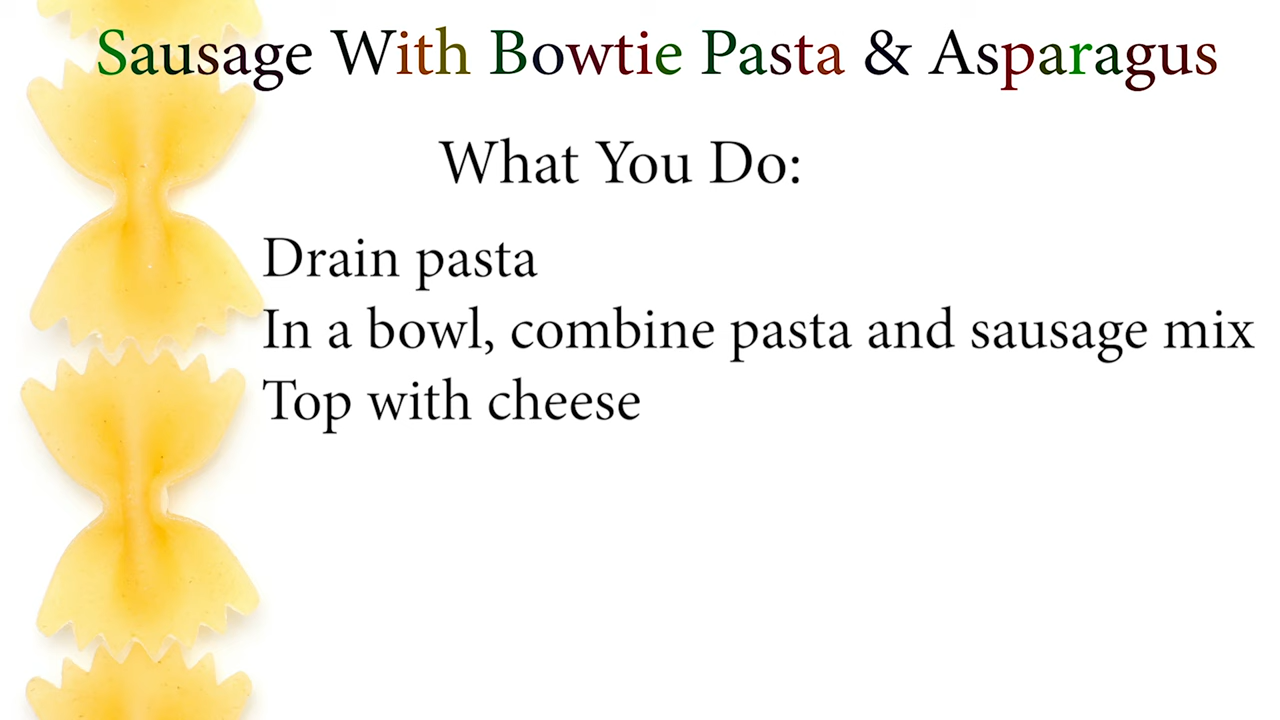 Sausage With Bowtie Pasta & Asparagus
What You Do:
Drain pasta
In a bowl, combine pasta and sausage mix
Top with cheese